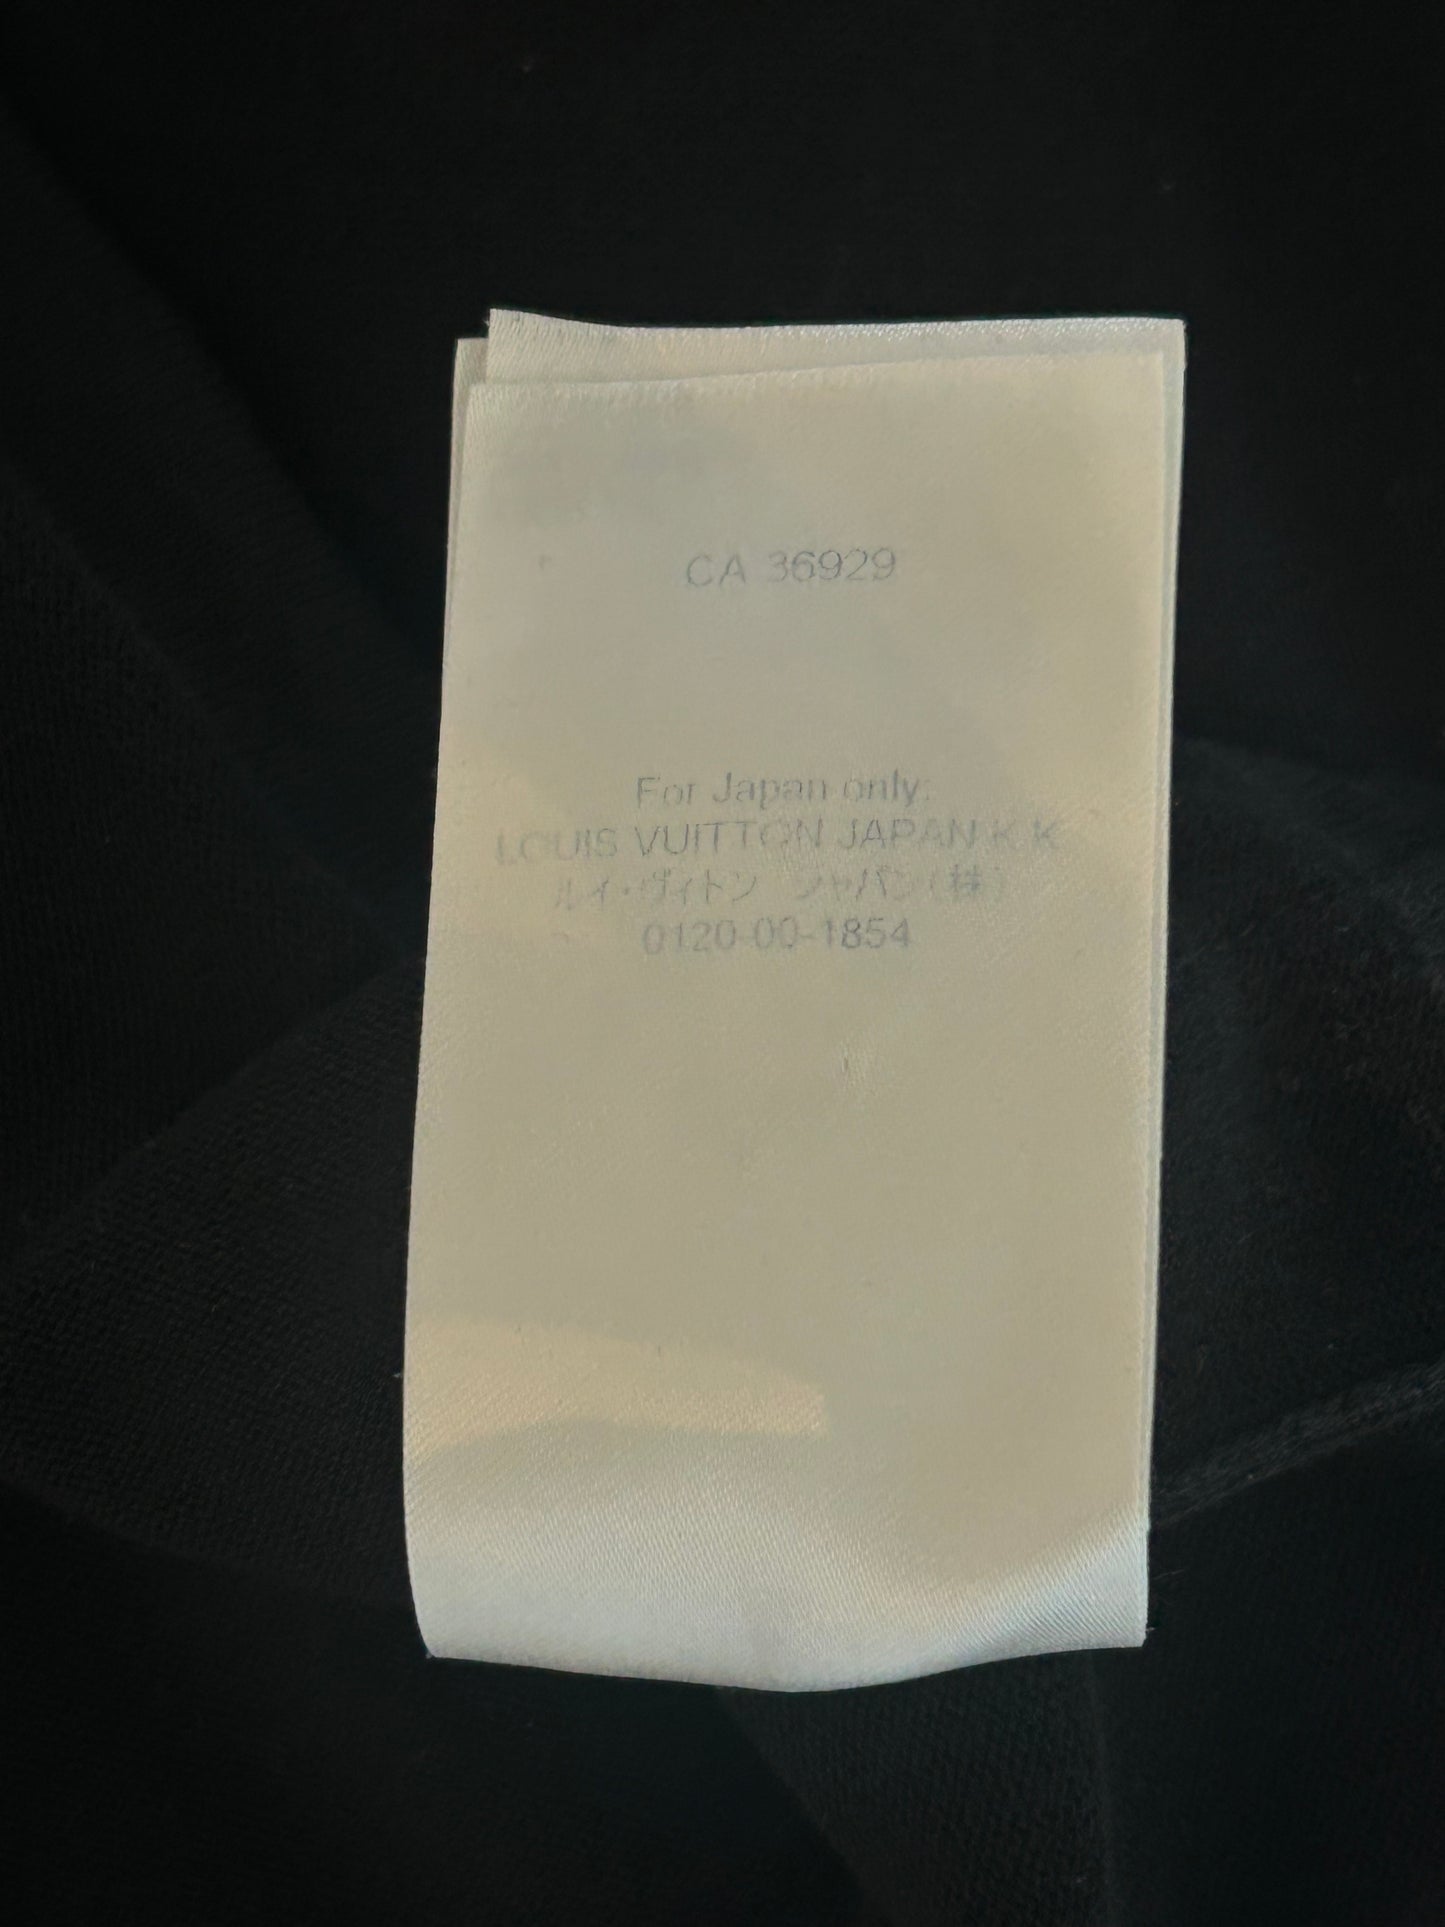 CA 36929
For Japan only:
LOUIS VUITTON JAPAN K K
ルイ・ヴィトン ジャパン(株)
0120-00-1854